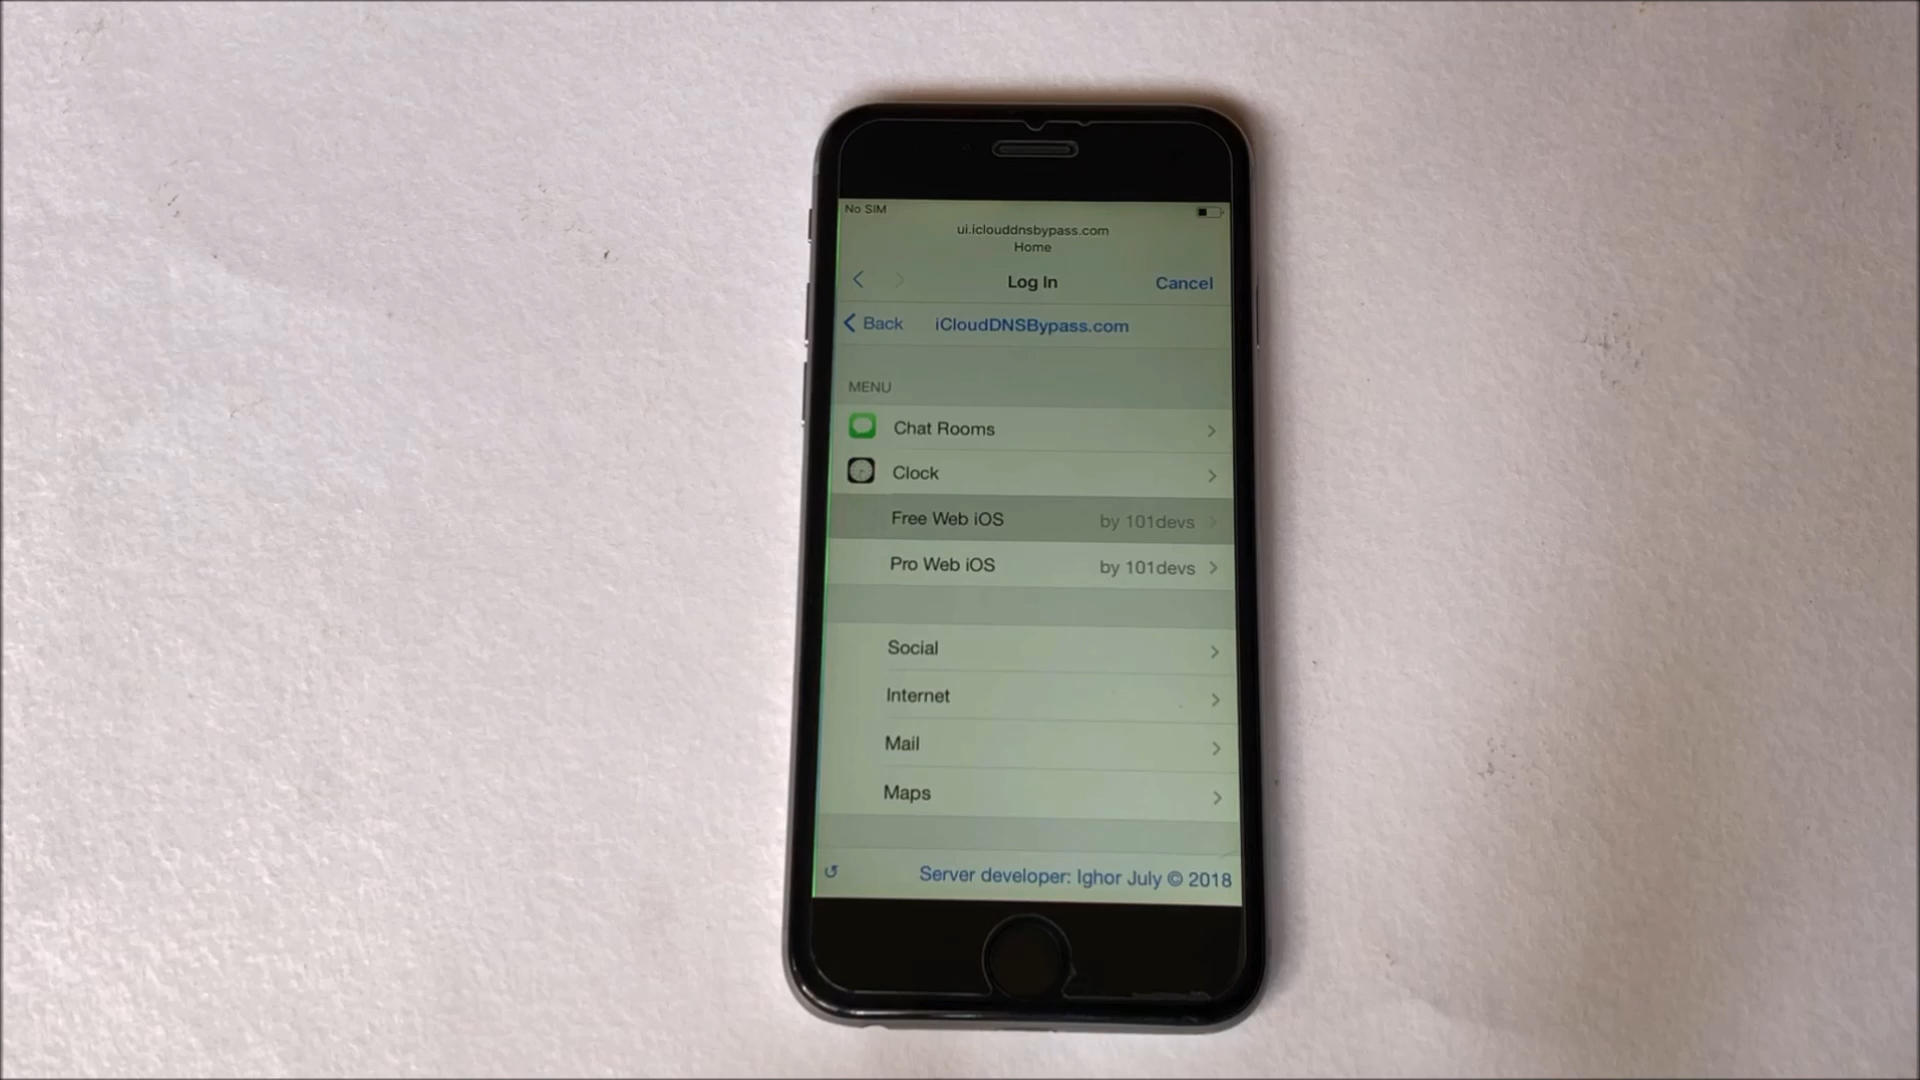 No SIM
ui.iclouddnsbypass.com
Home
Log In
Cancel
Back
iCloudDNSBypass.com
MENU
Chat Rooms
Clock
Free Web iOS by 101devs
Pro Web iOS by 101devs
Social
Internet
Mail
Maps
Server developer: Ighor July © 2018